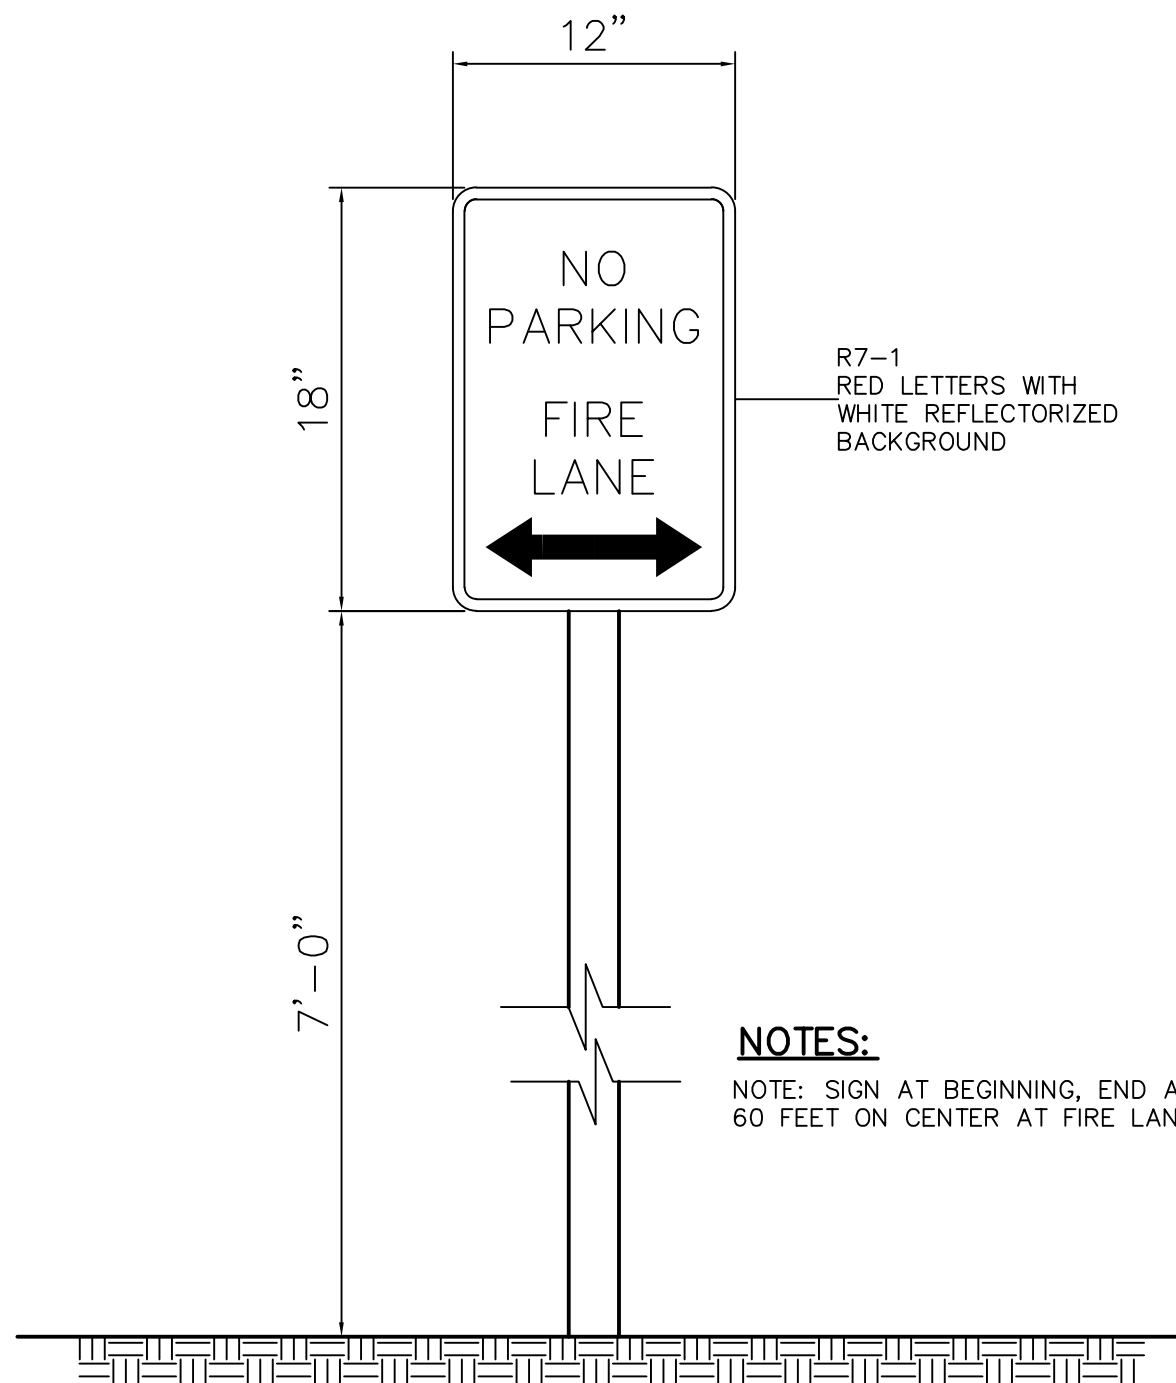 12"
NO
PARKING
FIRE
LANE
18"
R7-1
RED LETTERS WITH
WHITE REFLECTORIZED
BACKGROUND
7'-0"
NOTES:
NOTE: SIGN AT BEGINNING, END
60 FEET ON CENTER AT FIRE